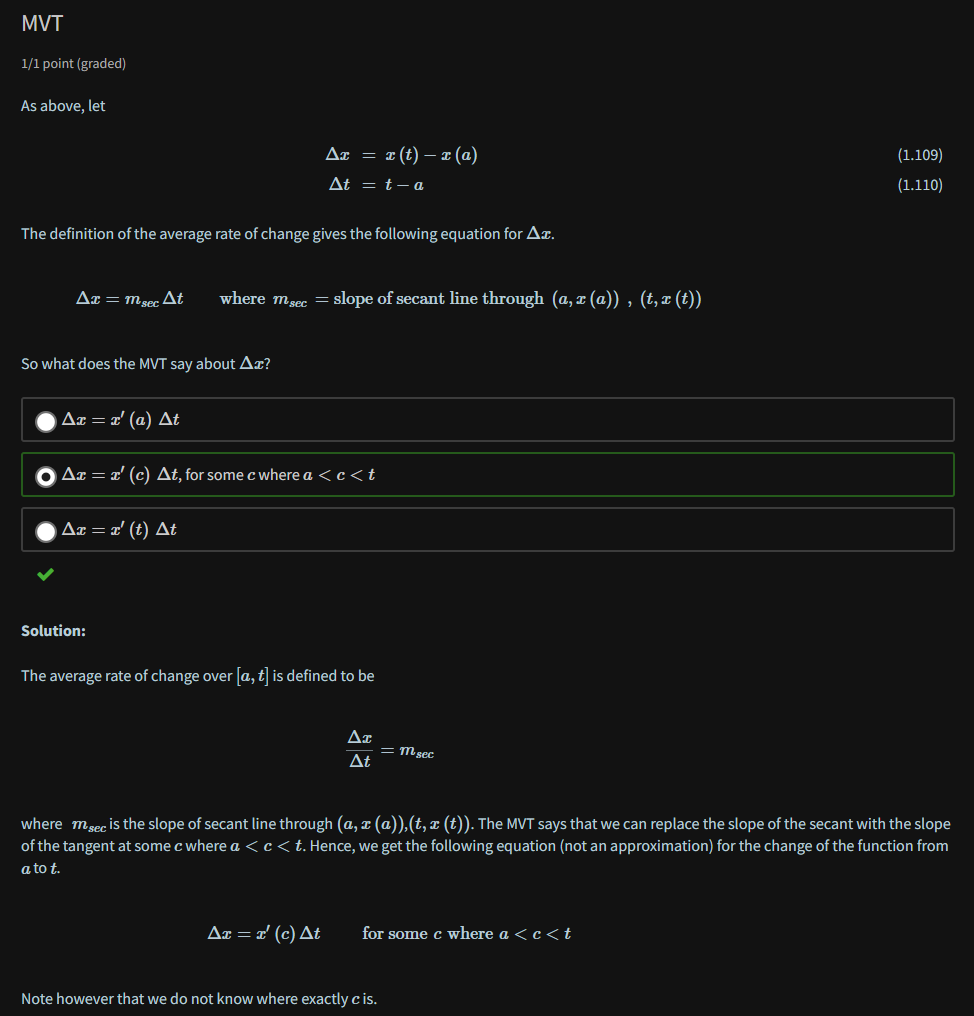 MVT
1/1 point (graded)
As above, let
Δx = x (t) − x (a) (1.109)
Δt = t − a (1.110)
The definition of the average rate of change gives the following equation for Δx.
Δx = m_sec Δt where m_sec = slope of secant line through (a, x (a)) , (t, x (t))
So what does the MVT say about Δx?
Δx = x′ (a) Δt
Δx = x′ (c) Δt, for some c where a < c < t
Δx = x′ (t) Δt
Solution:
The average rate of change over [a, t] is defined to be
Δx/Δt = m_sec
where m_sec is the slope of secant line through (a, x (a)),(t, x (t)). The MVT says that we can replace the slope of the secant with the slope
of the tangent at some c where a < c < t. Hence, we get the following equation (not an approximation) for the change of the function from
a to t.
Δx = x′ (c) Δt for some c where a < c < t
Note however that we do not know where exactly c is.